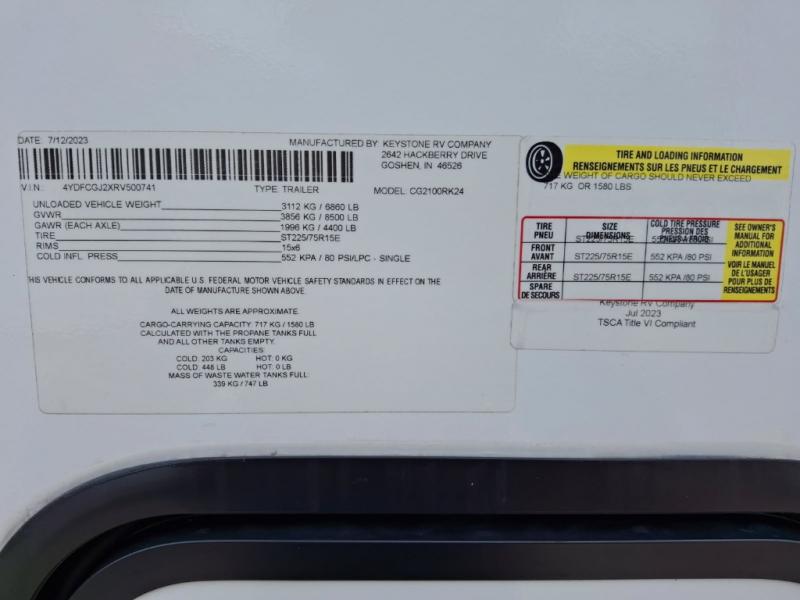 DATE: 7/12/2023
MANUFACTURED BY: KEYSTONE RV COMPANY
2642 HACKBERRY DRIVE
GOSHEN, IN 46526
V.I.N.: 4YDFCGJ2XRV500741 TYPE: TRAILER MODEL: CG2100RK24
UNLOADED VEHICLE WEIGHT 3112 KG / 6860 LB
GVWR 3856 KG / 8500 LB
GAWR (EACH AXLE) 1996 KG / 4400 LB
TIRE ST225/75R15E
RIMS 15x6
COLD INFL. PRESS 552 KPA / 80 PSI/LPC - SINGLE
THIS VEHICLE CONFORMS TO ALL APPLICABLE U.S. FEDERAL MOTOR VEHICLE SAFETY STANDARDS IN EFFECT ON THE
DATE OF MANUFACTURE SHOWN ABOVE.
ALL WEIGHTS ARE APPROXIMATE.
CARGO-CARRYING CAPACITY: 717 KG / 1580 LB
CALCULATED WITH THE PROPANE TANKS FULL
AND ALL OTHER TANKS EMPTY.
CAPACITIES:
COLD: 203 KG HOT: 0 KG
COLD: 448 LB HOT: 0 LB
MASS OF WASTE WATER TANKS FULL:
339 KG / 747 LB
TIRE AND LOADING INFORMATION
RENSEIGNEMENTS SUR LES PNEUS ET LE CHARGEMENT
WEIGHT OF CARGO SHOULD NEVER EXCEED
717 KG OR 1580 LBS
TIRE
PNEU
SIZE
DIMENSIONS
COLD TIRE PRESSURE
PRESSION DES
PNEUS A FROID
ST225/75R15E 552 KPA /80 PSI
FRONT
AVANT
ST225/75R15E 552 KPA /80 PSI
REAR
ARRIÈRE
ST225/75R15E 552 KPA /80 PSI
SPARE
DE SECOURS
SEE OWNER'S
MANUAL FOR
ADDITIONAL
INFORMATION
VOIR LE MANUEL
DE L'USAGER
POUR PLUS DE
RENSEIGNEMENTS
Keystone RV Company
Jul 2023
TSCA Title VI Compliant